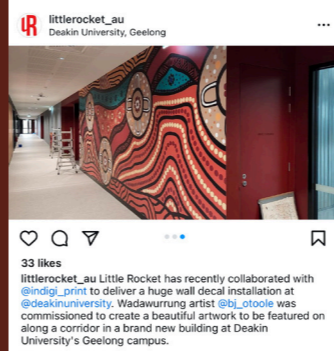 littlerocket_au
Deakin University, Geelong
33 likes
littlerocket_au Little Rocket has recently collaborated with
@indigi_print to deliver a huge wall decal installation at
@deakinuniversity. Wadawurrung artist @bj_otoole was
commissioned to create a beautiful artwork to be featured on
along a corridor in a brand new building at Deakin
University's Geelong campus.